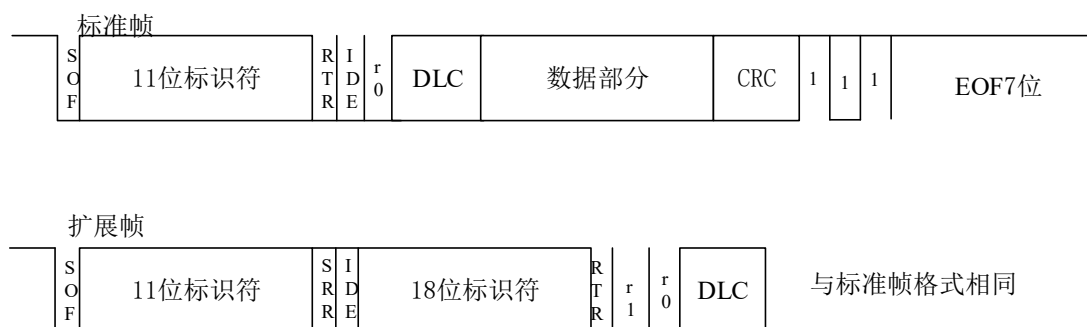 标准帧
SOF 11位标识符 RTR IDE r0 DLC 数据部分 CRC 1 1 1 EOF7位
扩展帧
SOF 11位标识符 SRR IDE 18位标识符 RTR r1 r0 DLC 与标准帧格式相同